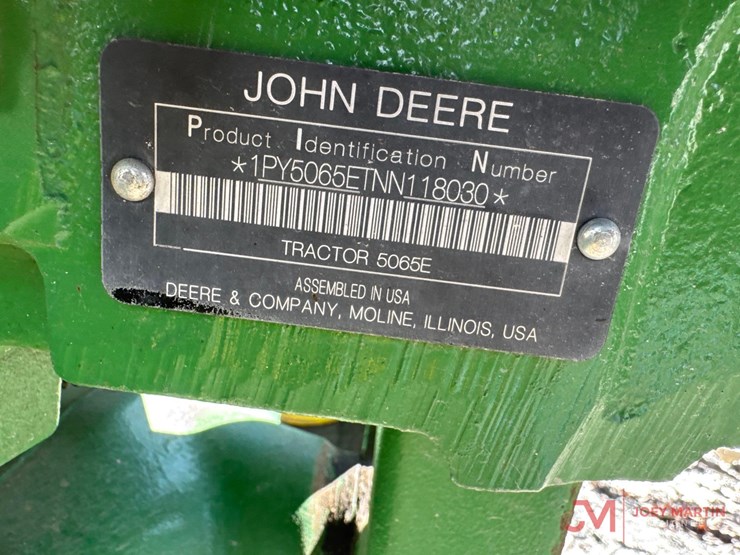 JOHN DEERE
Product Identification Number
*1PY5065ETNN118030*
TRACTOR 5065E
ASSEMBLED IN USA
DEERE & COMPANY, MOLINE, ILLINOIS, USA
JM JOEY MARTIN